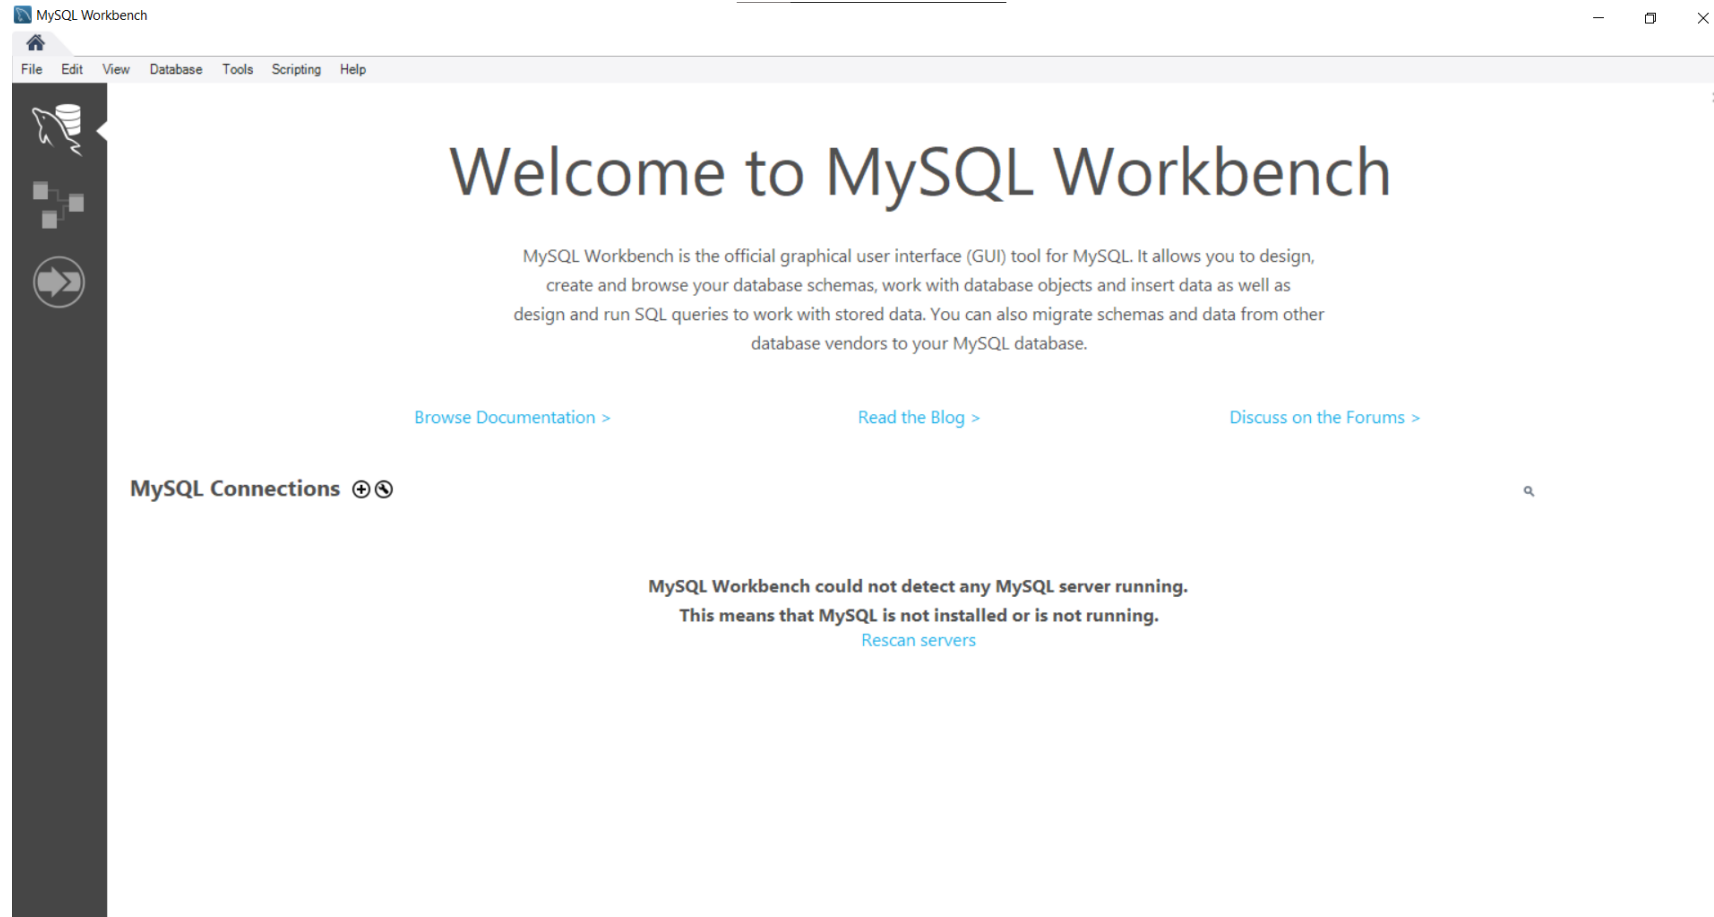 MySQL Workbench
File Edit View Database Tools Scripting Help
Welcome to MySQL Workbench
MySQL Workbench is the official graphical user interface (GUI) tool for MySQL. It allows you to design,
create and browse your database schemas, work with database objects and insert data as well as
design and run SQL queries to work with stored data. You can also migrate schemas and data from other
database vendors to your MySQL database.
Browse Documentation > Read the Blog > Discuss on the Forums >
MySQL Connections
MySQL Workbench could not detect any MySQL server running.
This means that MySQL is not installed or is not running.
Rescan servers